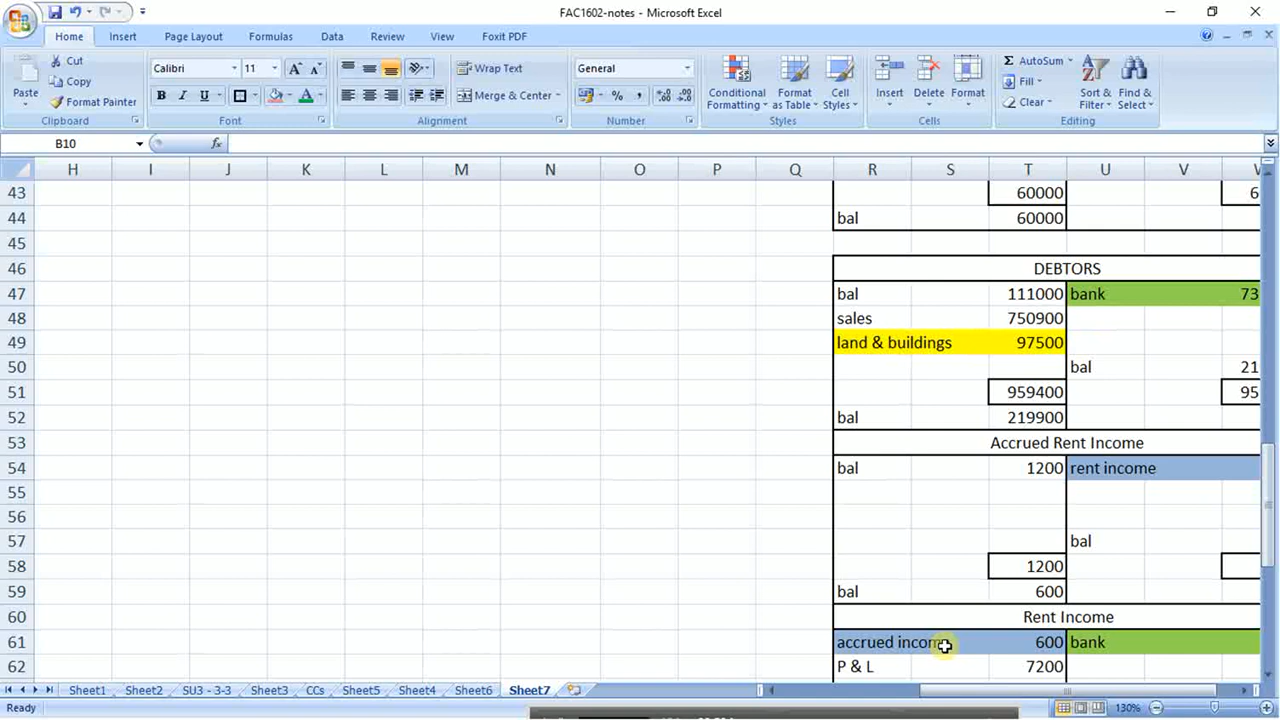 FAC1602-notes - Microsoft Excel
Home Insert Page Layout Formulas Data Review View Foxit PDF
Paste
Cut
Copy
Format Painter
Calibri 11
B I U
Wrap Text
Merge & Center
General
Conditional Formatting
Format as Table
Cell Styles
Insert Delete Format
AutoSum
Fill
Clear
Sort & Filter
Find & Select
Clipboard Font Alignment Number Styles Cells Editing
B10 fx
H I J K L M N O P Q R S T U V W
43 60000 6
44 bal 60000
45
46 DEBTORS
47 bal 111000 bank 73
48 sales 750900
49 land & buildings 97500
50 bal 21
51 959400 95
52 bal 219900
53 Accrued Rent Income
54 bal 1200 rent income
55
56
57 bal
58 1200
59 bal 600
60 Rent Income
61 accrued income 600 bank
62 P & L 7200
Sheet1 Sheet2 SU3 - 3-3 Sheet3 CCs Sheet5 Sheet4 Sheet6 Sheet7
Ready 130%